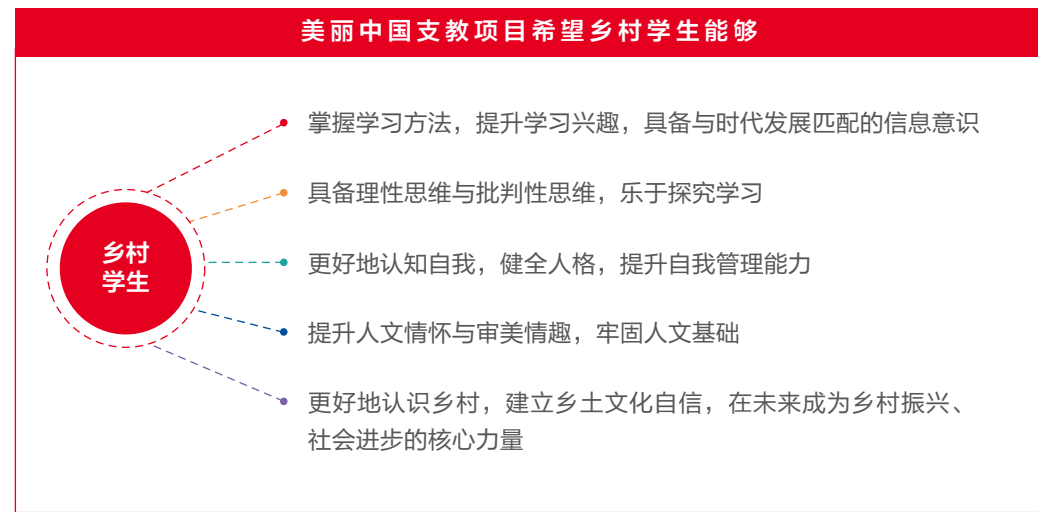 美丽中国支教项目希望乡村学生能够
掌握学习方法，提升学习兴趣，具备与时代发展匹配的信息意识
具备理性思维与批判性思维，乐于探究学习
乡村
学生
更好地认知自我，健全人格，提升自我管理能力
提升人文情怀与审美情趣，牢固人文基础
更好地认识乡村，建立乡土文化自信，在未来成为乡村振兴、
社会进步的核心力量